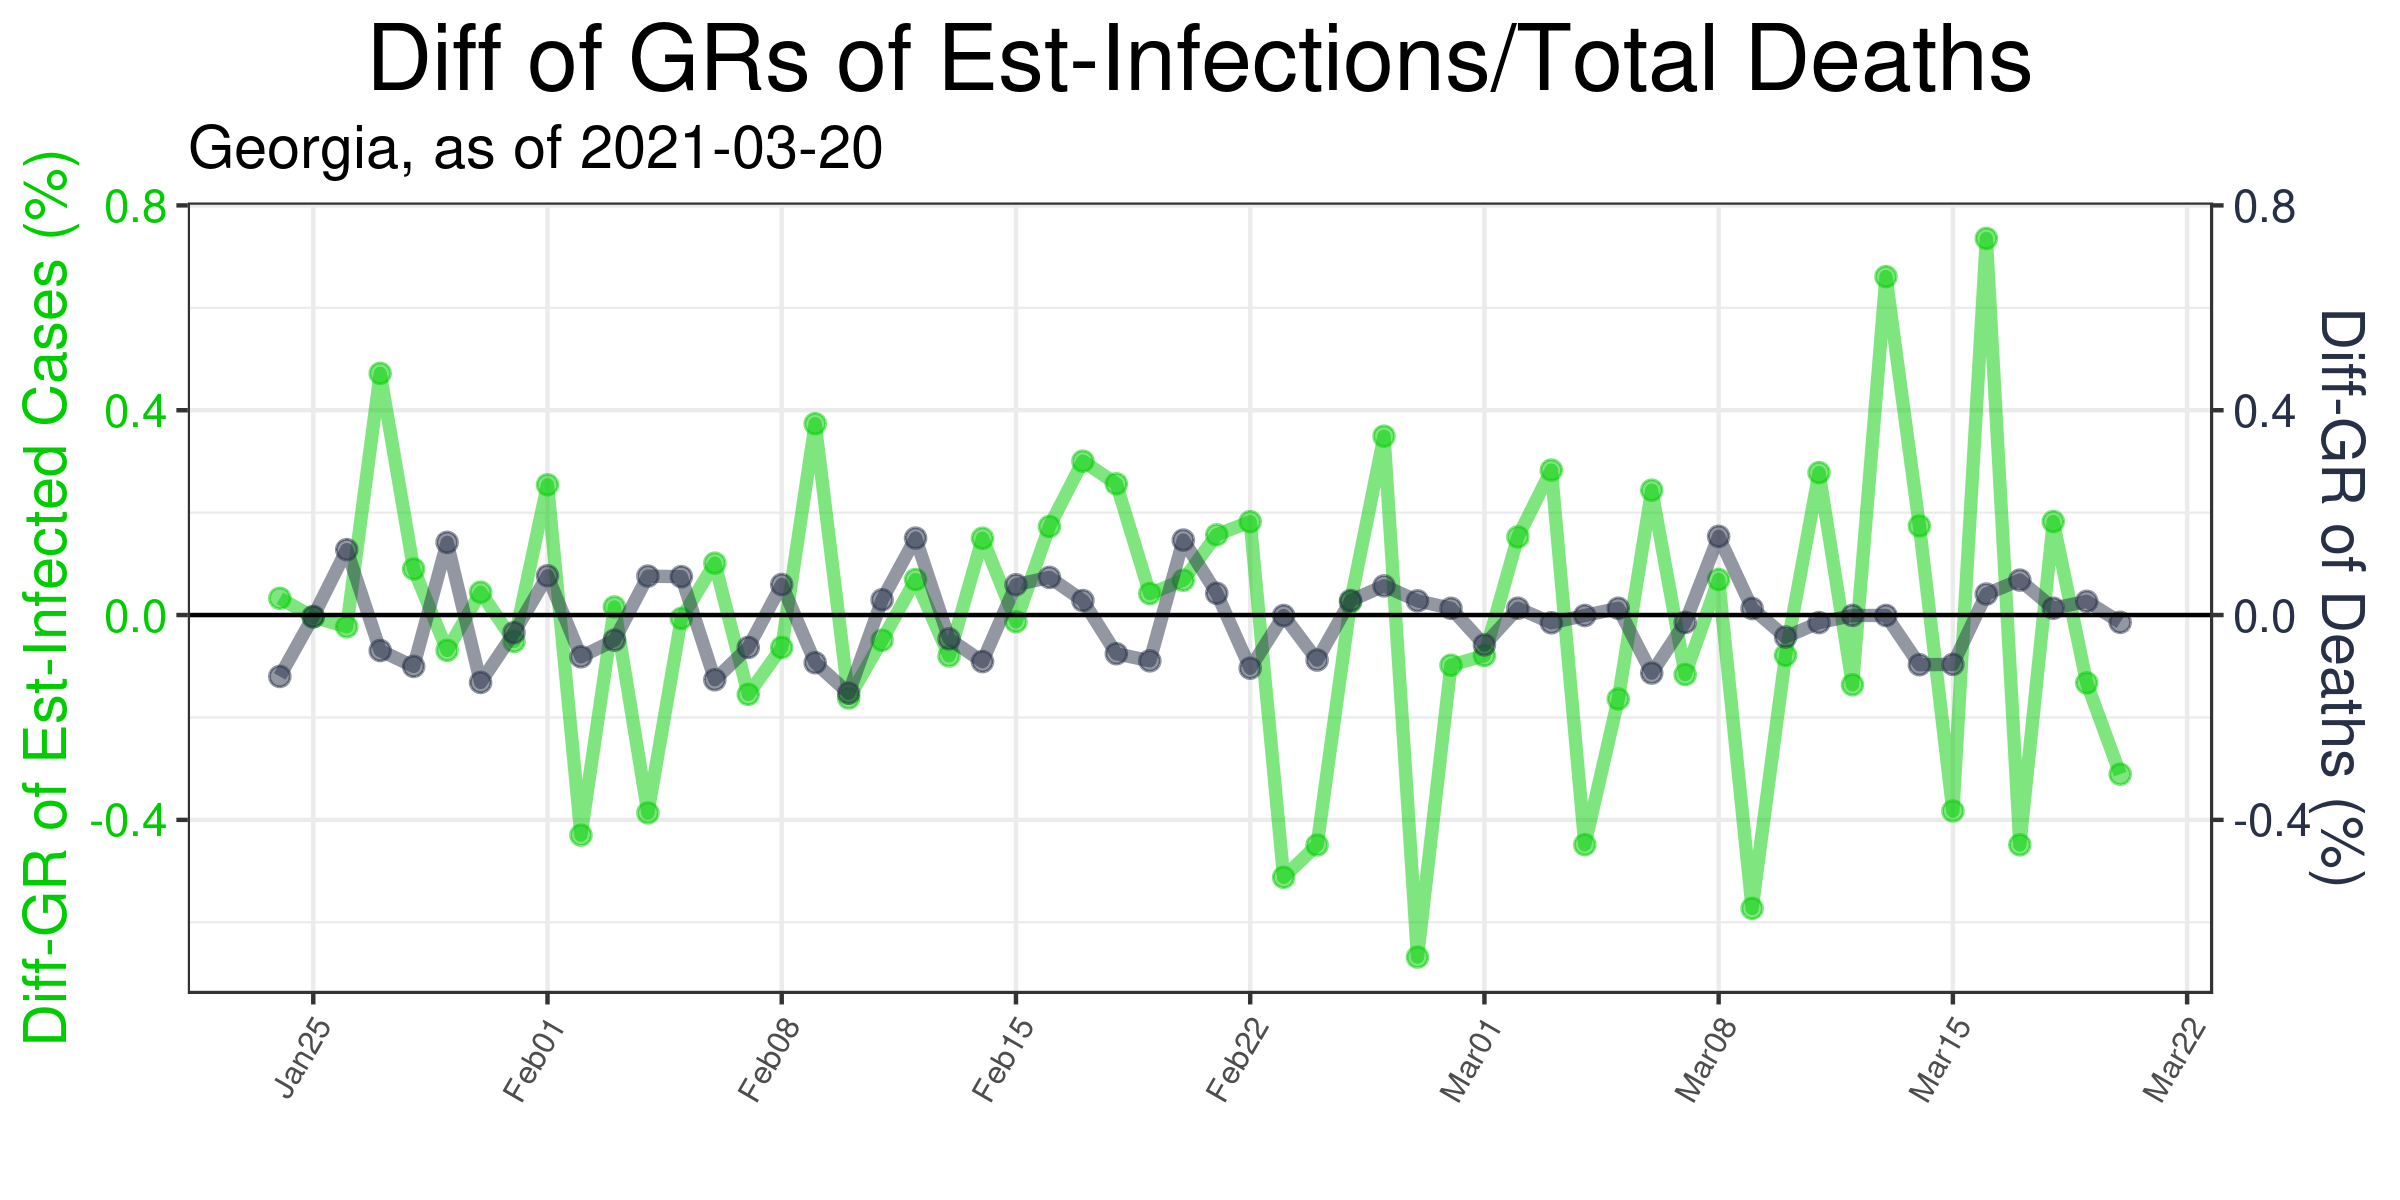 Diff of GRs of Est-Infections/Total Deaths
Georgia, as of 2021-03-20
Diff-GR of Est-Infected Cases (%)
0.8
0.4
0.0
-0.4
0.8
0.4
0.0
-0.4
Diff-GR of Deaths (%)
Jan25
Feb01
Feb08
Feb15
Feb22
Mar01
Mar08
Mar15
Mar22